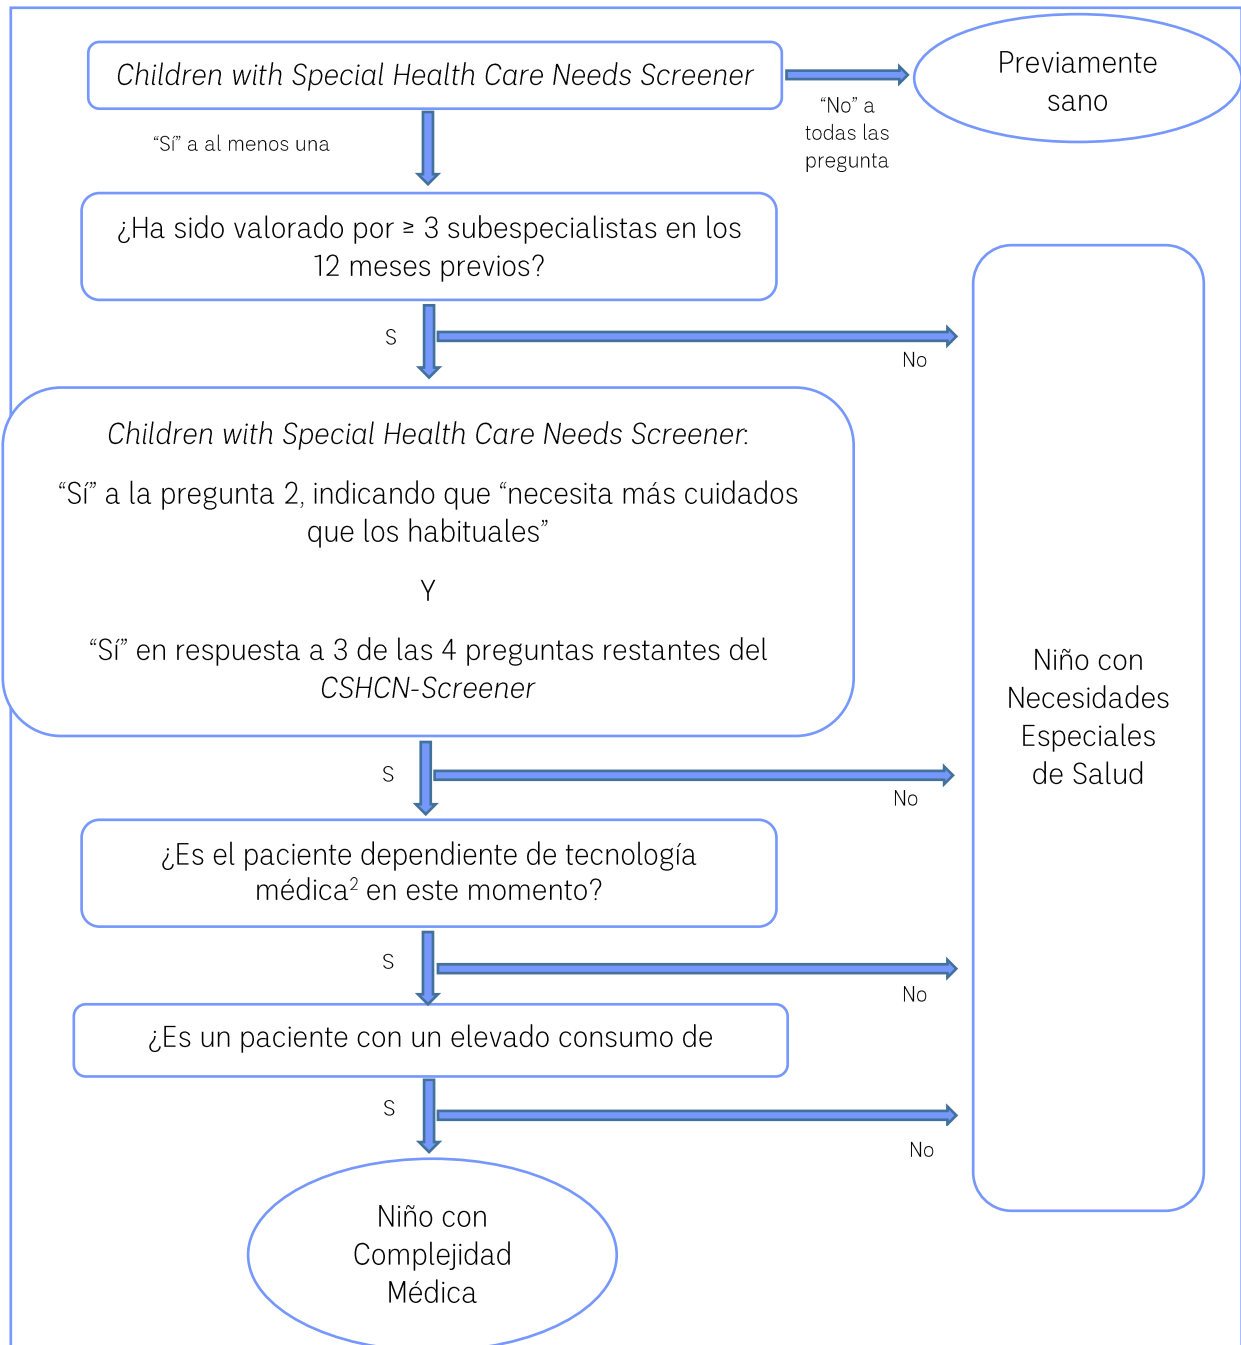 Children with Special Health Care Needs Screener
Previamente
sano
“No” a
todas las
pregunta
“Sí” a al menos una
¿Ha sido valorado por ≥ 3 subespecialistas en los
12 meses previos?
S
No
Children with Special Health Care Needs Screener:
“Sí” a la pregunta 2, indicando que “necesita más cuidados
que los habituales”
Y
“Sí” en respuesta a 3 de las 4 preguntas restantes del
CSHCN-Screener
Niño con
Necesidades
Especiales
de Salud
S
No
¿Es el paciente dependiente de tecnología
médica² en este momento?
S
No
¿Es un paciente con un elevado consumo de
S
No
Niño con
Complejidad
Médica